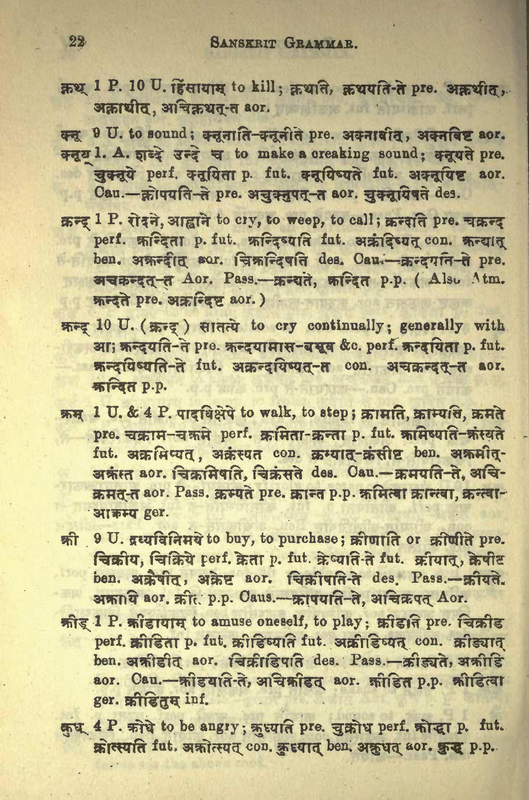 22 SANSKRIT GRAMMAR.
क्रथ् 1 P. 10 U. हिंसायाम् to kill; क्रथति, क्रथयति-ते pre. अक्रथीत्,
अक्राथीत्, अचिक्रथत्-त aor.
क्नू 9 U. to sound; क्नूनाति-क्नूनीते pre. अक्नावीत्, अक्नविष्ट aor.
क्नूय् 1. A. शब्दे उन्दे च to make a creaking sound; क्नूयते pre.
चुक्नूये perf. क्नूयिता p. fut. क्नूयिष्यते fut. अक्नूयिष्ट aor.
Cau.—क्नोपयति-ते pre. अचुक्नुपत्-त aor. चुक्नूयिषते des.
क्रन्द् 1 P. रोदने, आह्वाने to cry, to weep, to call; क्रन्दति pre. चक्रन्द
perf. क्रन्दिता p. fut. क्रन्दिष्यति fut. अक्रंदिष्यत् con. क्रन्द्यात्
ben. अक्रन्दीत् aor. चिक्रन्दिषति des. Cau.—क्रन्दयति-ते pre.
अचक्रन्दत्-त Aor. Pass.—क्रन्द्यते, क्रन्दित p.p. ( Also Atm.
क्रन्दते pre. अक्रन्दिष्ट aor. )
क्रन्द् 10 U. ( क्रन्द् ) सातत्ये to cry continually; generally with
आ; क्रन्दयति-ते pre. क्रन्दयामास-बभूव &c. perf. क्रन्दयिता p. fut.
क्रन्दयिष्यति-ते fut. अक्रन्दयिष्यत्-त con. अचक्रन्दत्-त aor.
क्रन्दित p.p.
क्रम् 1 U. & 4 P. पादविक्षेपे to walk, to step; क्रामति, क्राम्यति, क्रमते
pre. चक्राम-चक्रमे perf. क्रमिता-क्रन्ता p. fut. क्रमिष्यति-क्रंस्यते
fut. अक्रमिष्यत्, अक्रंस्यत con. क्रम्यात्-क्रंसीष्ट ben. अक्रमीत्-
अक्रंस्त aor. चिक्रमिषति, चिक्रंसते des. Cau.—क्रमयति-ते, अचि-
क्रमत्-त aor. Pass. क्रम्यते pre. क्रान्त p.p. क्रमित्वा क्रान्त्वा, क्रन्त्वा-
आक्रम्य ger.
क्री 9 U. द्रव्यविनिमये to buy, to purchase; क्रीणाति or क्रीणीते pre.
चिक्रीय, चिक्रिये perf. क्रेता p. fut. क्रेष्यति-ते fut. क्रीयात्, क्रेषीष्ट
ben. अक्रैषीत्, अक्रेष्ट aor. चिक्रीषति-ते des. Pass.—क्रीयते.
अक्रायि aor. क्रीत p.p. Caus.—क्रापयति-ते, अचिक्रपत् Aor.
क्रीड् 1 P. क्रीडायाम् to amuse oneself, to play; क्रीडति pre. चिक्रीड
perf. क्रीडिता p. fut. क्रीडिष्यति fut. अक्रीडिष्यत् con. क्रीड्यात्
ben. अक्रीडीत् aor. चिक्रीडिषति des. Pass.—क्रीड्यते, अक्रीडि
aor. Cau.—क्रीडयति-ते, अचिक्रीडत् aor. क्रीडित p.p. क्रीडित्वा
ger. क्रीडितुम् inf.
क्रुध् 4 P. क्रोधे to be angry; क्रुध्यति pre. चुक्रोध perf. क्रोद्धा p. fut.
क्रोत्स्यति fut. अक्रोत्स्यत् con. क्रुध्यात् ben. अक्रुधत् aor. क्रुद्ध p.p.